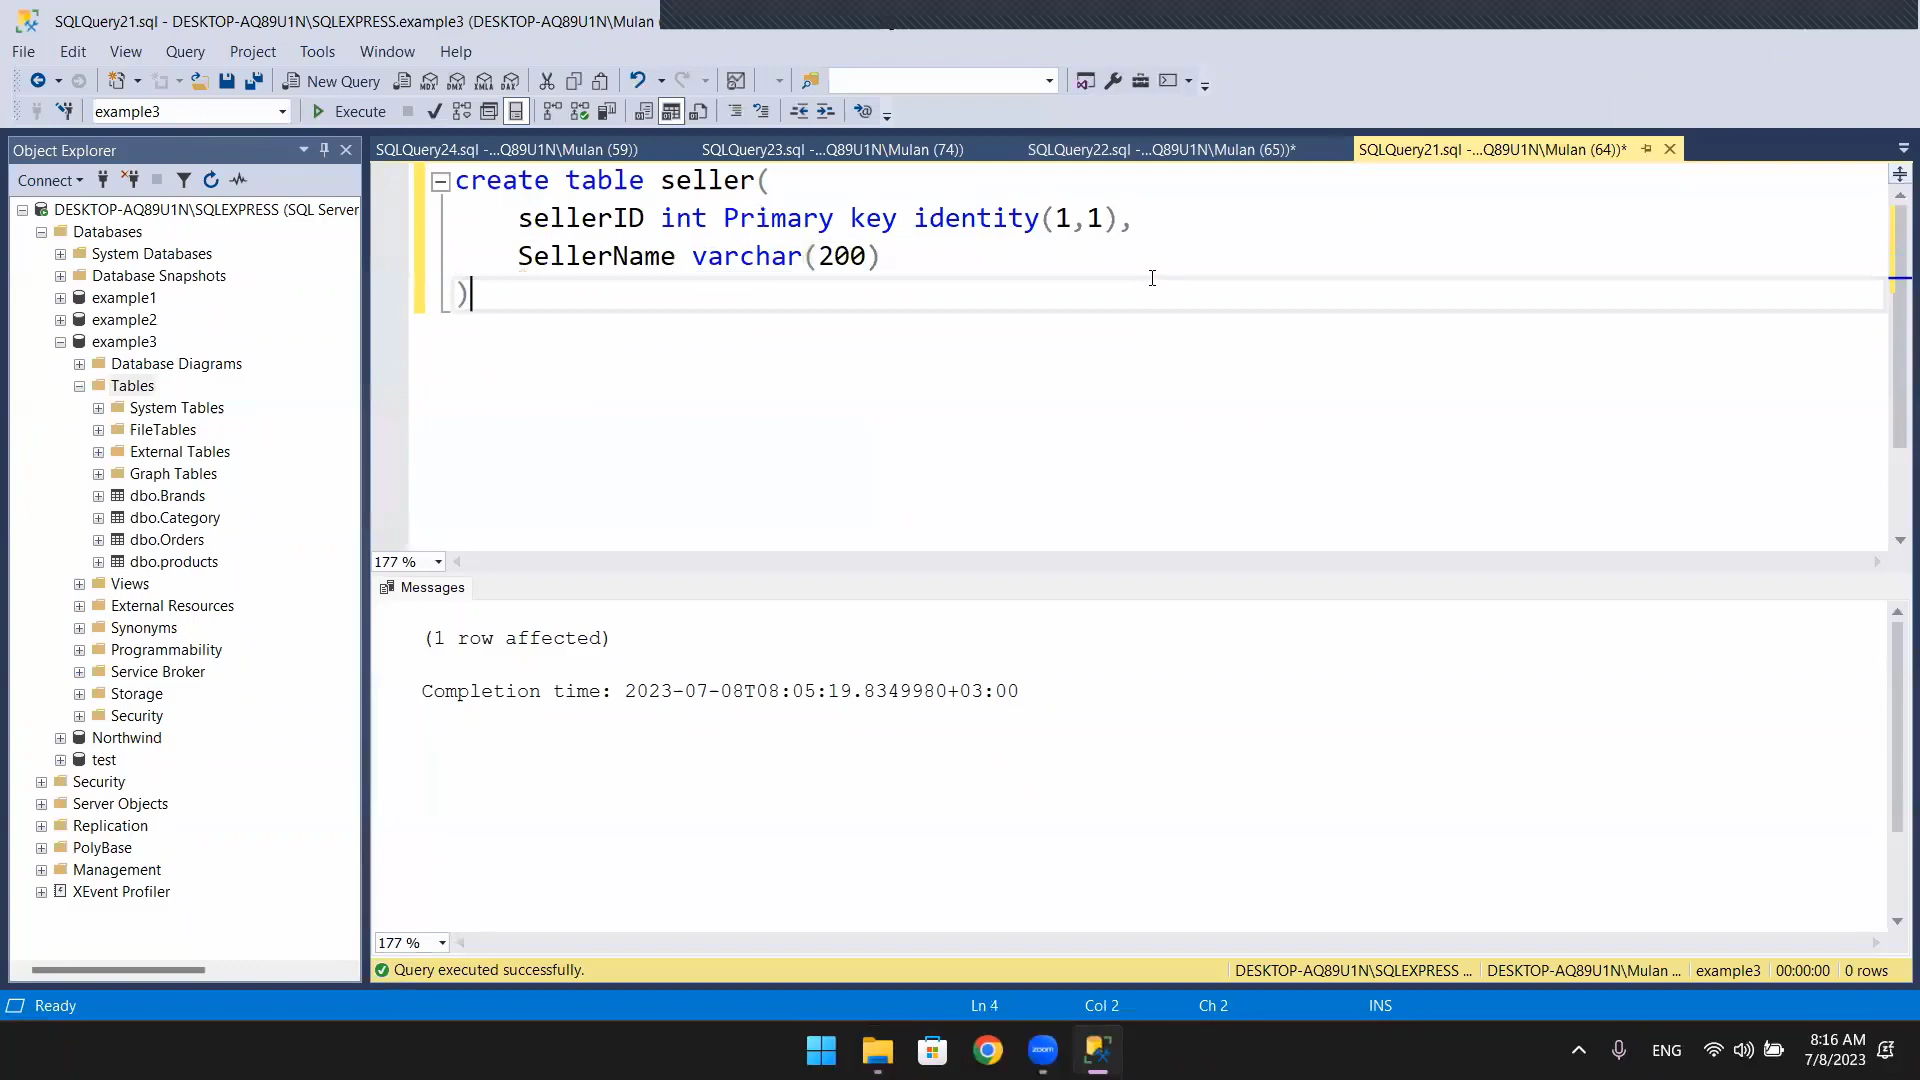 SQLQuery21.sql - DESKTOP-AQ89U1N\SQLEXPRESS.example3 (DESKTOP-AQ89U1N\Mulan
File Edit View Query Project Tools Window Help
New Query
example3 Execute
Object Explorer
Connect
DESKTOP-AQ89U1N\SQLEXPRESS (SQL Server
Databases
System Databases
Database Snapshots
example1
example2
example3
Database Diagrams
Tables
System Tables
FileTables
External Tables
Graph Tables
dbo.Brands
dbo.Category
dbo.Orders
dbo.products
Views
External Resources
Synonyms
Programmability
Service Broker
Storage
Security
Northwind
test
Security
Server Objects
Replication
PolyBase
Management
XEvent Profiler
SQLQuery24.sql -...Q89U1N\Mulan (59)) SQLQuery23.sql -...Q89U1N\Mulan (74)) SQLQuery22.sql -...Q89U1N\Mulan (65))* SQLQuery21.sql -...Q89U1N\Mulan (64))*
create table seller(
sellerID int Primary key identity(1,1),
SellerName varchar(200)
)
177 %
Messages
(1 row affected)
Completion time: 2023-07-08T08:05:19.8349980+03:00
177 %
Query executed successfully. DESKTOP-AQ89U1N\SQLEXPRESS ... DESKTOP-AQ89U1N\Mulan ... example3 00:00:00 0 rows
Ready Ln 4 Col 2 Ch 2 INS
zoom
ENG
8:16 AM
7/8/2023